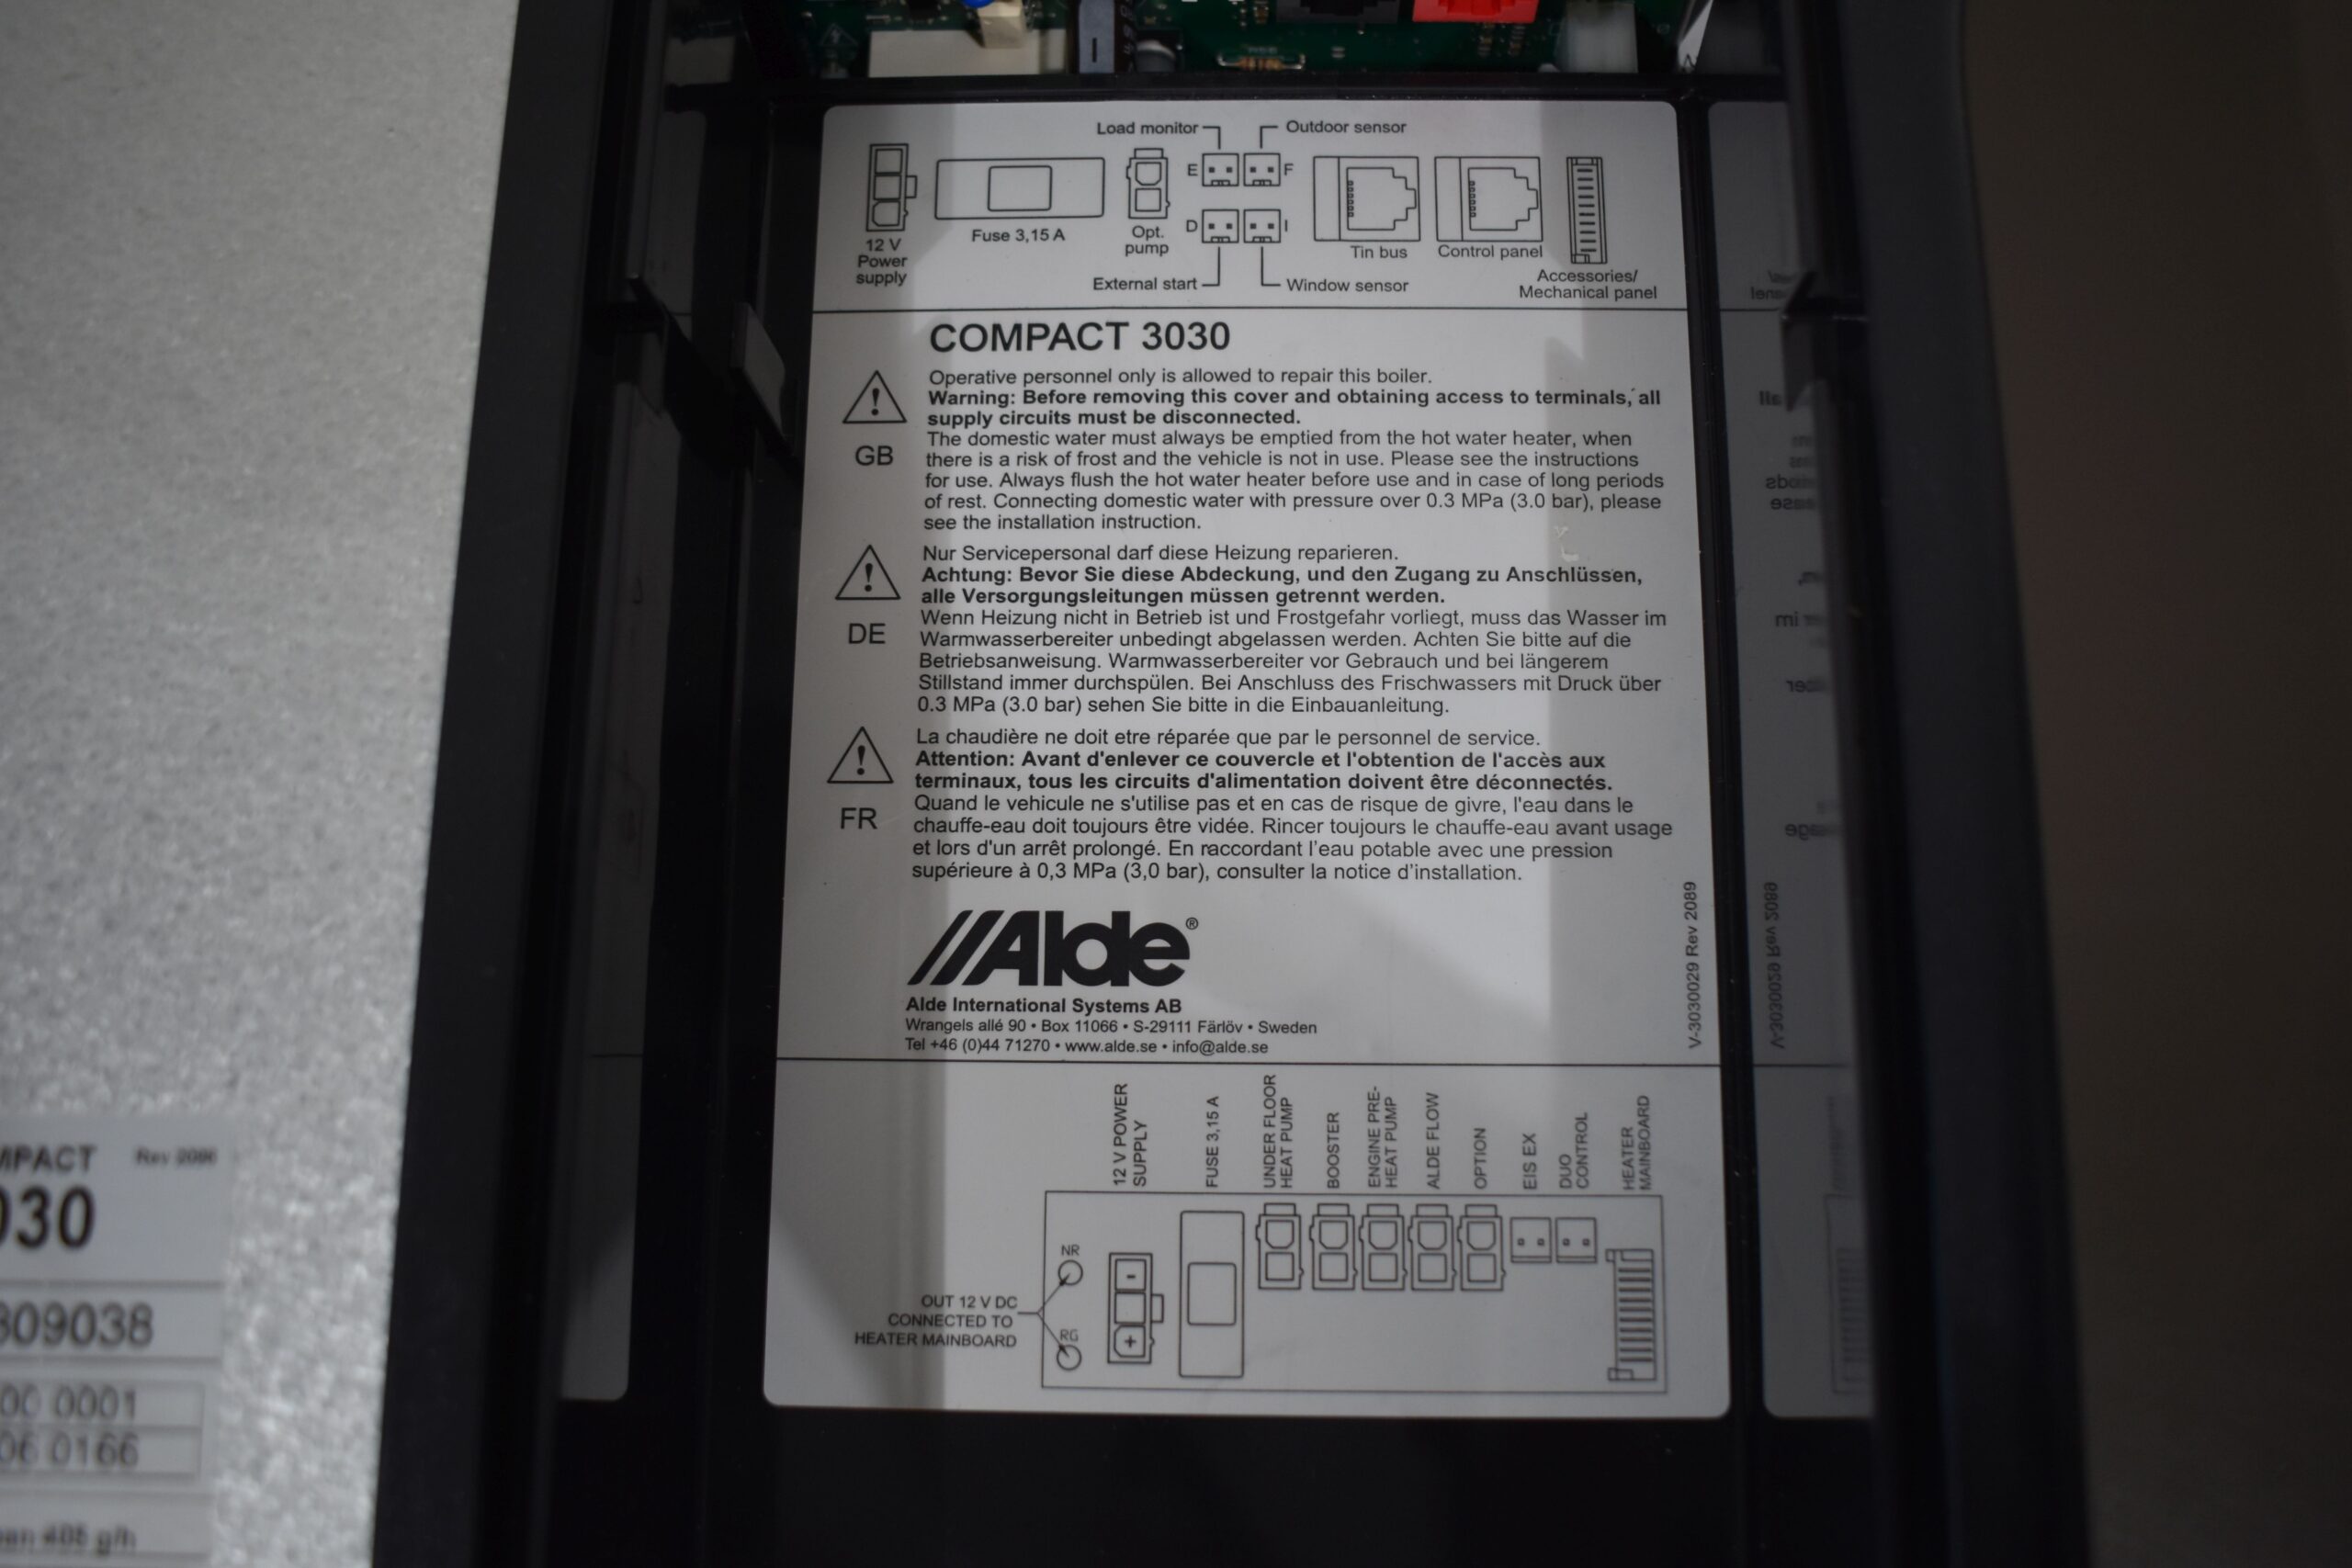 Load monitor
Outdoor sensor
E
F
D
I
12 V
Power
supply
Fuse 3,15 A
Opt.
pump
External start
Window sensor
Tin bus
Control panel
Accessories/
Mechanical panel
COMPACT 3030
GB
Operative personnel only is allowed to repair this boiler.
Warning: Before removing this cover and obtaining access to terminals, all
supply circuits must be disconnected.
The domestic water must always be emptied from the hot water heater, when
there is a risk of frost and the vehicle is not in use. Please see the instructions
for use. Always flush the hot water heater before use and in case of long periods
of rest. Connecting domestic water with pressure over 0.3 MPa (3.0 bar), please
see the installation instruction.
DE
Nur Servicepersonal darf diese Heizung reparieren.
Achtung: Bevor Sie diese Abdeckung, und den Zugang zu Anschlüssen,
alle Versorgungsleitungen müssen getrennt werden.
Wenn Heizung nicht in Betrieb ist und Frostgefahr vorliegt, muss das Wasser im
Warmwasserbereiter unbedingt abgelassen werden. Achten Sie bitte auf die
Betriebsanweisung. Warmwasserbereiter vor Gebrauch und bei längerem
Stillstand immer durchspülen. Bei Anschluss des Frischwassers mit Druck über
0.3 MPa (3.0 bar) sehen Sie bitte in die Einbauanleitung.
FR
La chaudière ne doit etre réparée que par le personnel de service.
Attention: Avant d'enlever ce couvercle et l'obtention de l'accès aux
terminaux, tous les circuits d'alimentation doivent être déconnectés.
Quand le vehicule ne s'utilise pas et en cas de risque de givre, l'eau dans le
chauffe-eau doit toujours être vidée. Rincer toujours le chauffe-eau avant usage
et lors d'un arrêt prolongé. En raccordant l'eau potable avec une pression
supérieure à 0,3 MPa (3,0 bar), consulter la notice d'installation.
Alde®
Alde International Systems AB
Wrangels allé 90 • Box 11066 • S-29111 Färlöv • Sweden
Tel +46 (0)44 71270 • www.alde.se • info@alde.se
V-3030029 Rev 2089
12 V POWER
SUPPLY
FUSE 3,15 A
UNDER FLOOR
HEAT PUMP
BOOSTER
ENGINE PRE-
HEAT PUMP
ALDE FLOW
OPTION
EIS EX
DUO
CONTROL
HEATER
MAINBOARD
NR
RG
- 
+
OUT 12 V DC
CONNECTED TO
HEATER MAINBOARD
MPACT
030
809038
00 0001
06 0166